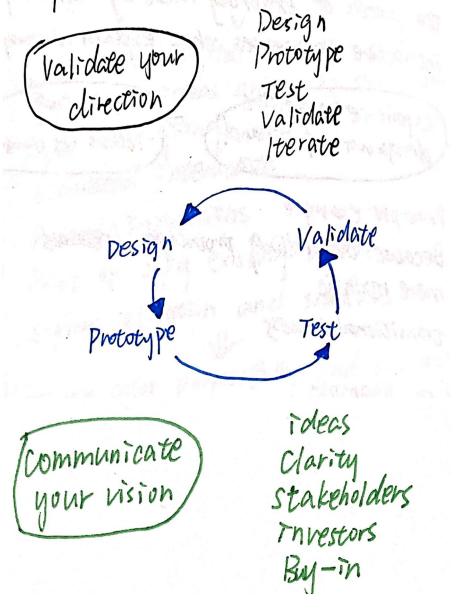 Validate your
direction
Design
Prototype
Test
Validate
Iterate
Design
Validate
Prototype
Test
Communicate
your vision
ideas
Clarity
Stakeholders
Investors
Buy-in